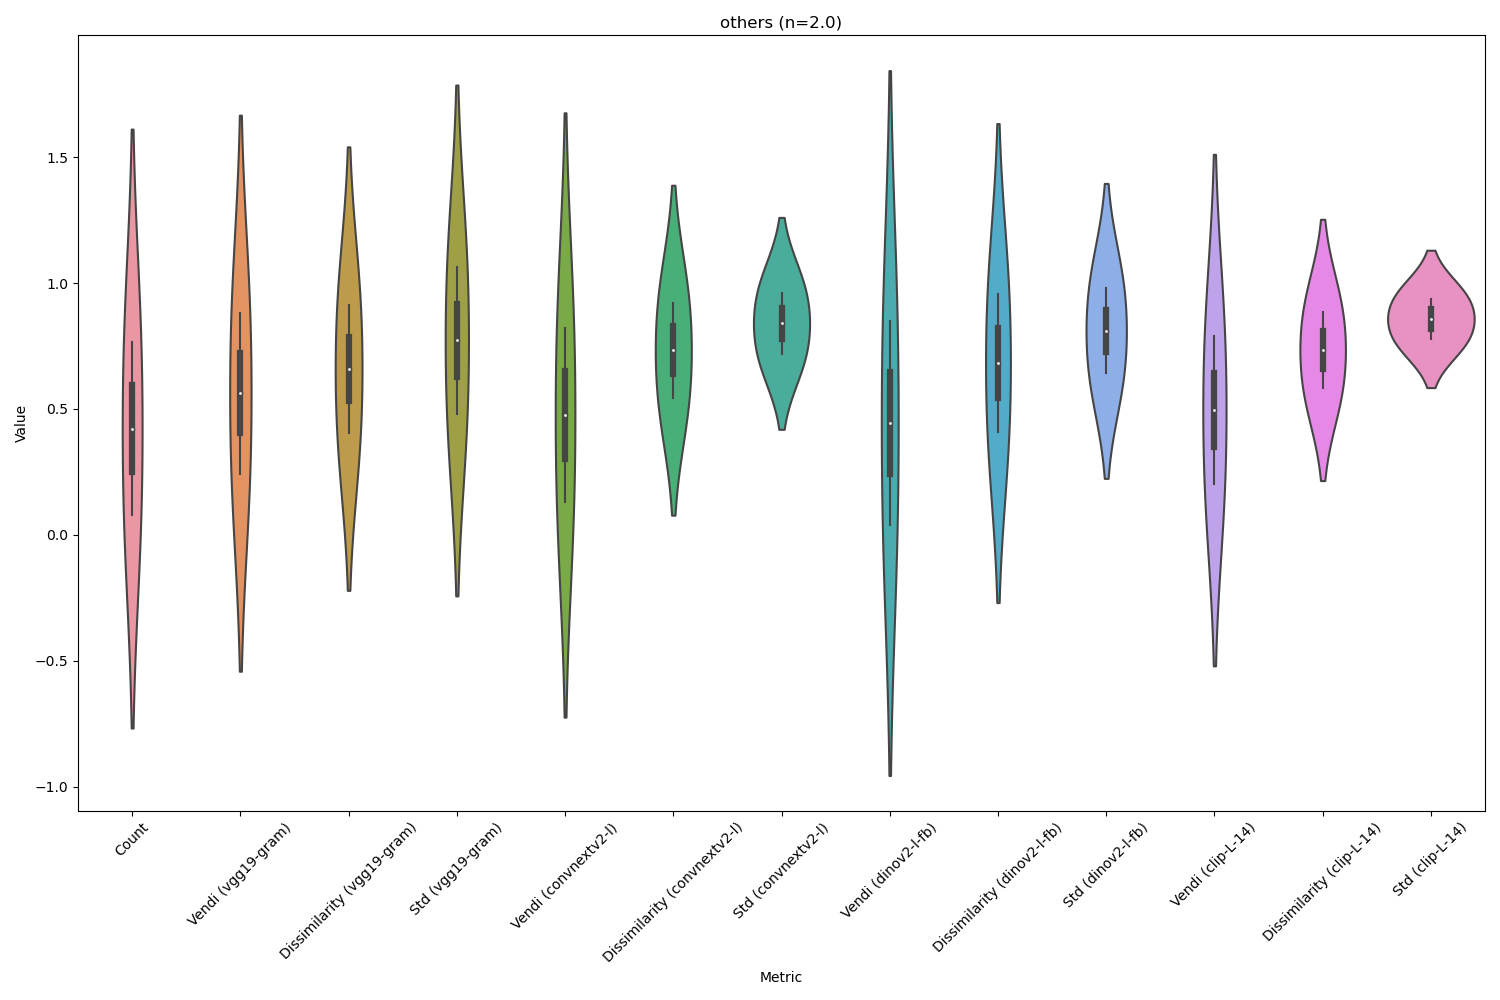 others (n=2.0)
Value
1.5
1.0
0.5
0.0
−0.5
−1.0
Count
Vendi (vgg19-gram)
Dissimilarity (vgg19-gram)
Std (vgg19-gram)
Vendi (convnextv2-l)
Dissimilarity (convnextv2-l)
Std (convnextv2-l)
Vendi (dinov2-l-fb)
Dissimilarity (dinov2-l-fb)
Std (dinov2-l-fb)
Vendi (clip-L-14)
Dissimilarity (clip-L-14)
Std (clip-L-14)
Metric